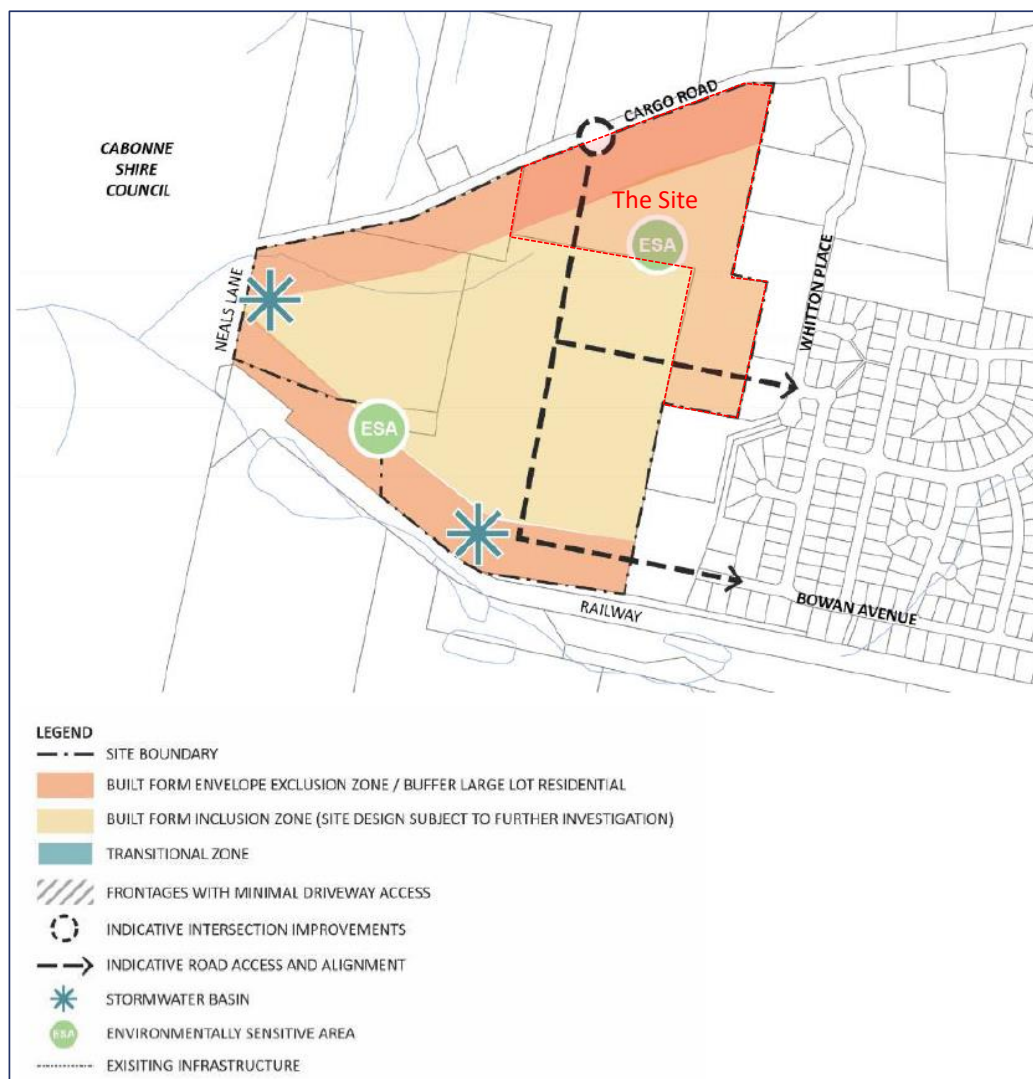 CARGO ROAD
CABONNE
SHIRE
COUNCIL
The Site
ESA
WHITTON PLACE
NEALS LANE
ESA
BOWAN AVENUE
RAILWAY
LEGEND
SITE BOUNDARY
BUILT FORM ENVELOPE EXCLUSION ZONE / BUFFER LARGE LOT RESIDENTIAL
BUILT FORM INCLUSION ZONE (SITE DESIGN SUBJECT TO FURTHER INVESTIGATION)
TRANSITIONAL ZONE
FRONTAGES WITH MINIMAL DRIVEWAY ACCESS
INDICATIVE INTERSECTION IMPROVEMENTS
INDICATIVE ROAD ACCESS AND ALIGNMENT
STORMWATER BASIN
ESA ENVIRONMENTALLY SENSITIVE AREA
EXISITING INFRASTRUCTURE